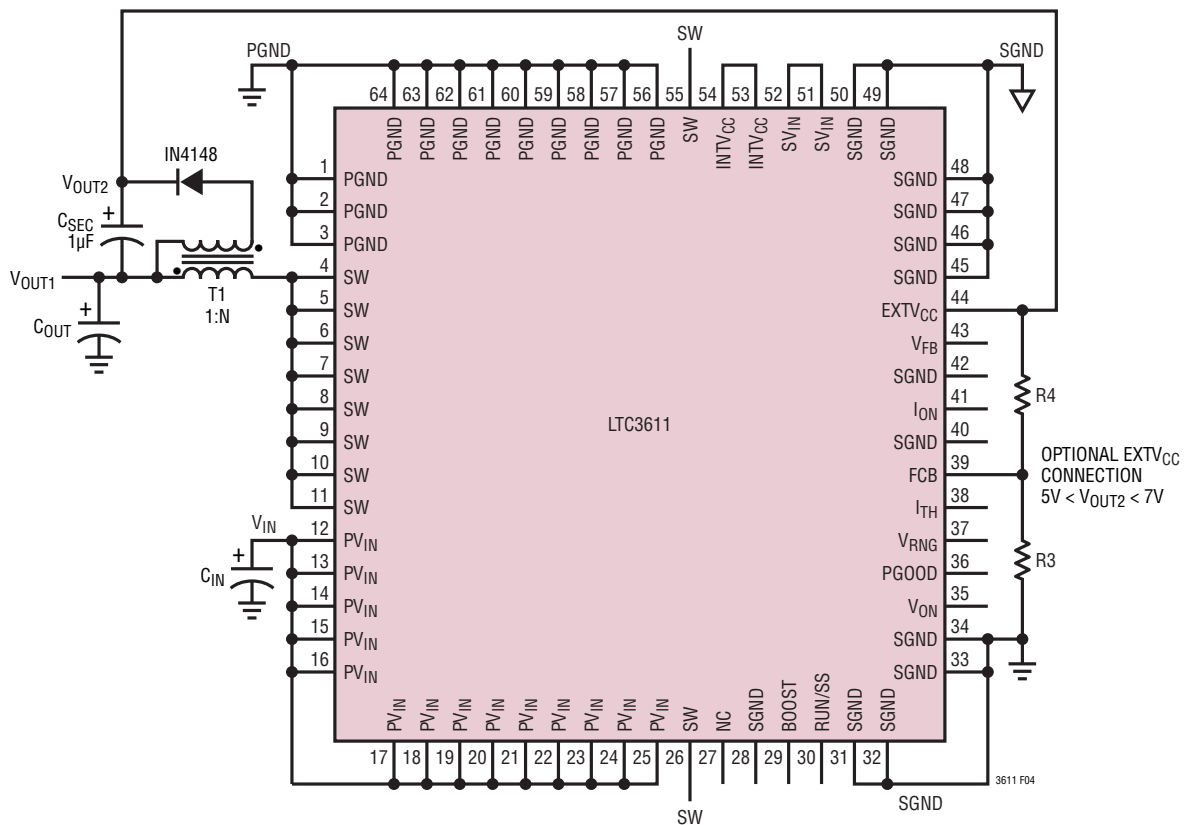 SW
PGND
SGND
64 63 62 61 60 59 58 57 56 55 54 53 52 51 50 49
PGND PGND PGND PGND PGND PGND PGND PGND PGND SW INTVCC INTVCC SVIN SVIN SGND SGND
IN4148
VOUT2
CSEC
1µF
+
VOUT1
T1
1:N
COUT
+
1 PGND
2 PGND
3 PGND
4 SW
5 SW
6 SW
7 SW
8 SW
9 SW
10 SW
11 SW
VIN
12 PVIN
+
CIN
13 PVIN
14 PVIN
15 PVIN
16 PVIN
LTC3611
SGND 48
SGND 47
SGND 46
SGND 45
EXTVCC 44
VFB 43
SGND 42
ION 41
SGND 40
FCB 39
ITH 38
VRNG 37
PGOOD 36
VON 35
SGND 34
SGND 33
R4
OPTIONAL EXTVCC
CONNECTION
5V < VOUT2 < 7V
R3
PVIN PVIN PVIN PVIN PVIN PVIN PVIN PVIN PVIN SW NC SGND BOOST RUN/SS SGND SGND
17 18 19 20 21 22 23 24 25 26 27 28 29 30 31 32
SW
SGND
3611 F04